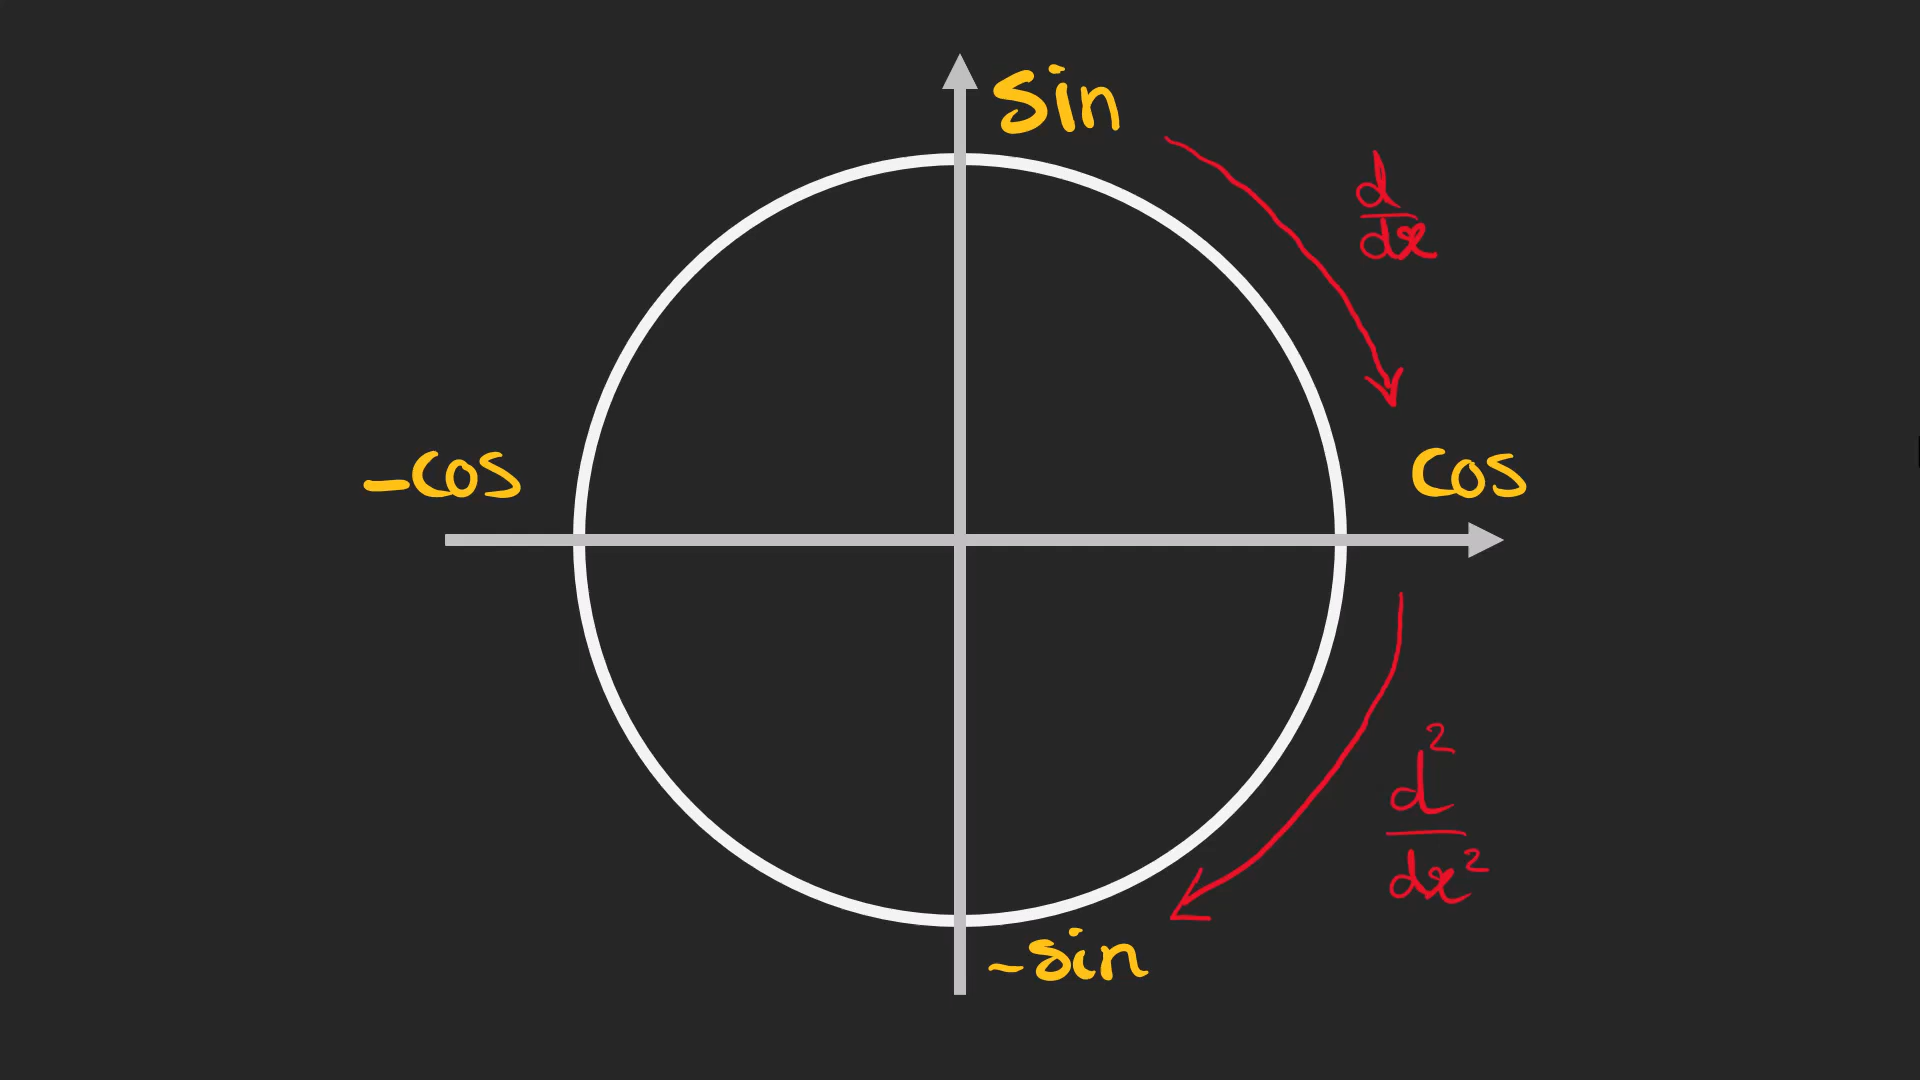 sin
d
dx
-cos
cos
d²
dx²
-sin